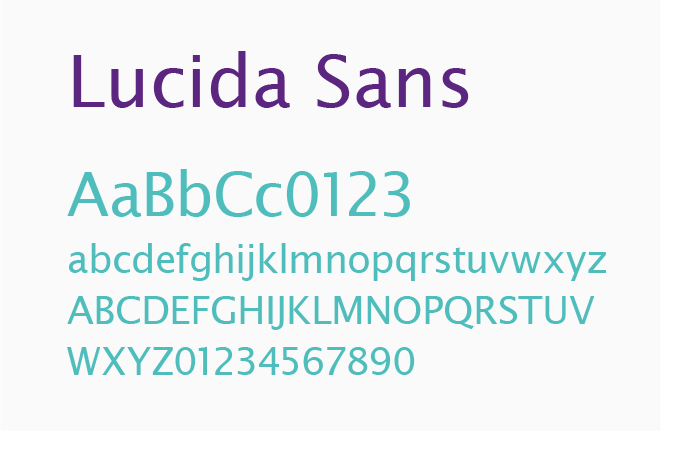 Lucida Sans
AaBbCc0123
abcdefghijklmnopqrstuvwxyz
ABCDEFGHIJKLMNOPQRSTUV
WXYZ01234567890